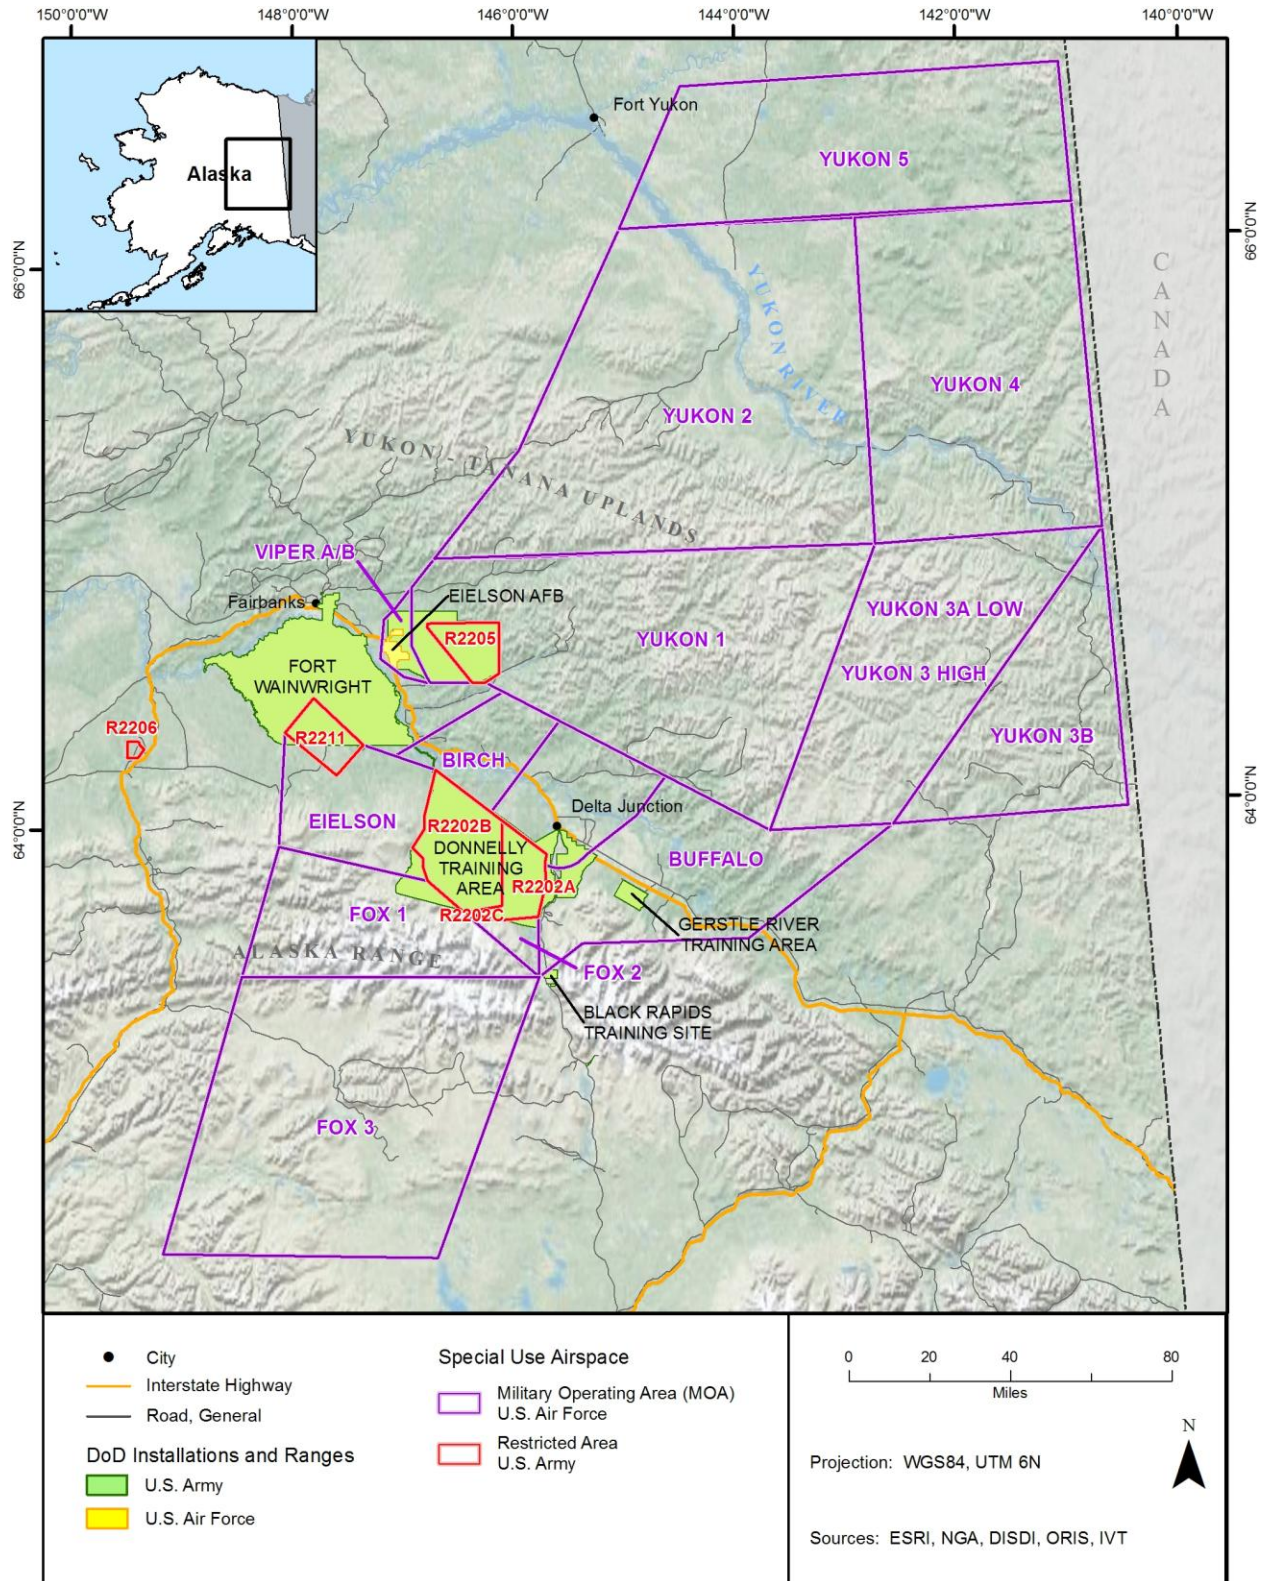 150°0'0"W
148°0'0"W
146°0'0"W
144°0'0"W
142°0'0"W
140°0'0"W
Alaska
Fort Yukon
YUKON 5
66°0'0"N
66°0'0"N
CANADA
YUKON RIVER
YUKON 4
YUKON 2
YUKON - TANANA UPLANDS
VIPER A/B
EIELSON AFB
Fairbanks
YUKON 3A LOW
R2205
YUKON 1
FORT
WAINWRIGHT
YUKON 3 HIGH
R2206
R2211
YUKON 3B
BIRCH
64°0'0"N
64°0'0"N
Delta Junction
EIELSON
R2202B
DONNELLY
TRAINING
AREA
BUFFALO
R2202A
FOX 1
R2202C
GERSTLE RIVER
TRAINING AREA
ALASKA RANGE
FOX 2
BLACK RAPIDS
TRAINING SITE
FOX 3
City
Interstate Highway
Road, General
DoD Installations and Ranges
U.S. Army
U.S. Air Force
Special Use Airspace
Military Operating Area (MOA)
U.S. Air Force
Restricted Area
U.S. Army
0 20 40 80
Miles
N
Projection: WGS84, UTM 6N
Sources: ESRI, NGA, DISDI, ORIS, IVT